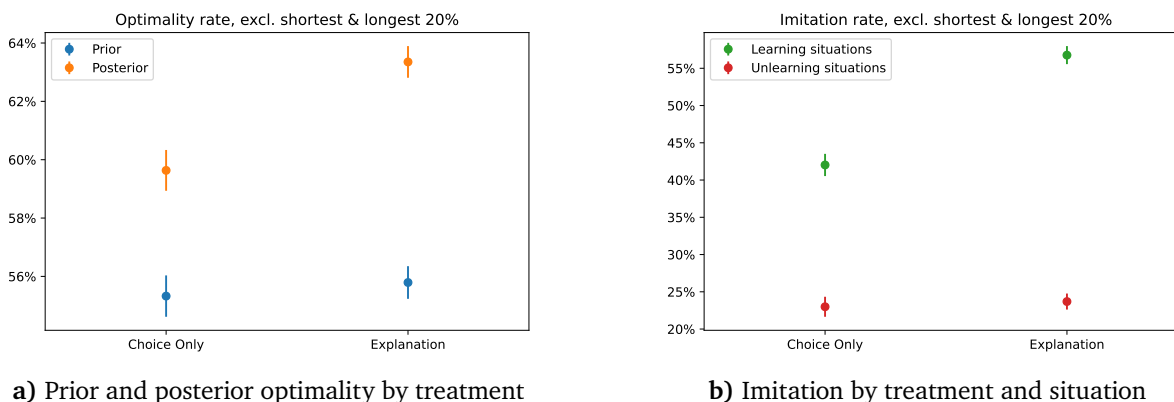 Optimality rate, excl. shortest & longest 20%
64%
62%
60%
58%
56%
Prior
Posterior
Choice Only
Explanation
a) Prior and posterior optimality by treatment
Imitation rate, excl. shortest & longest 20%
55%
50%
45%
40%
35%
30%
25%
20%
Learning situations
Unlearning situations
Choice Only
Explanation
b) Imitation by treatment and situation